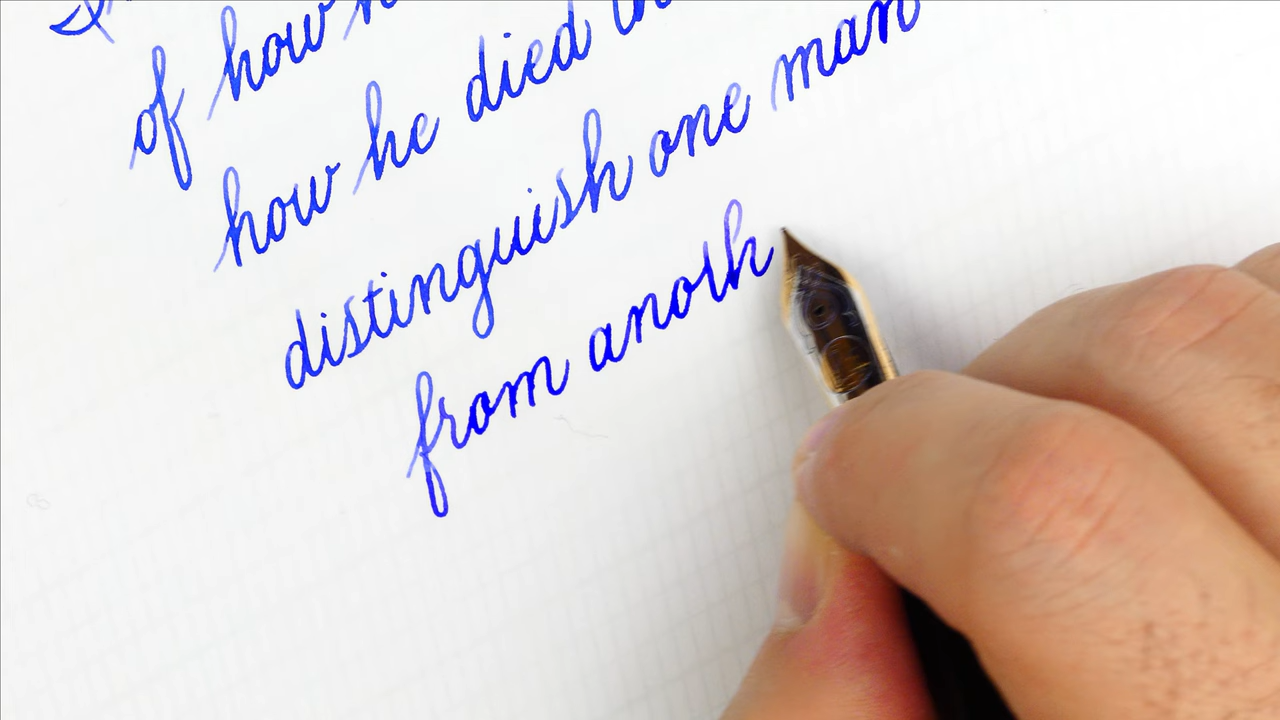 of how
how he died
distinguish one man
from anoth